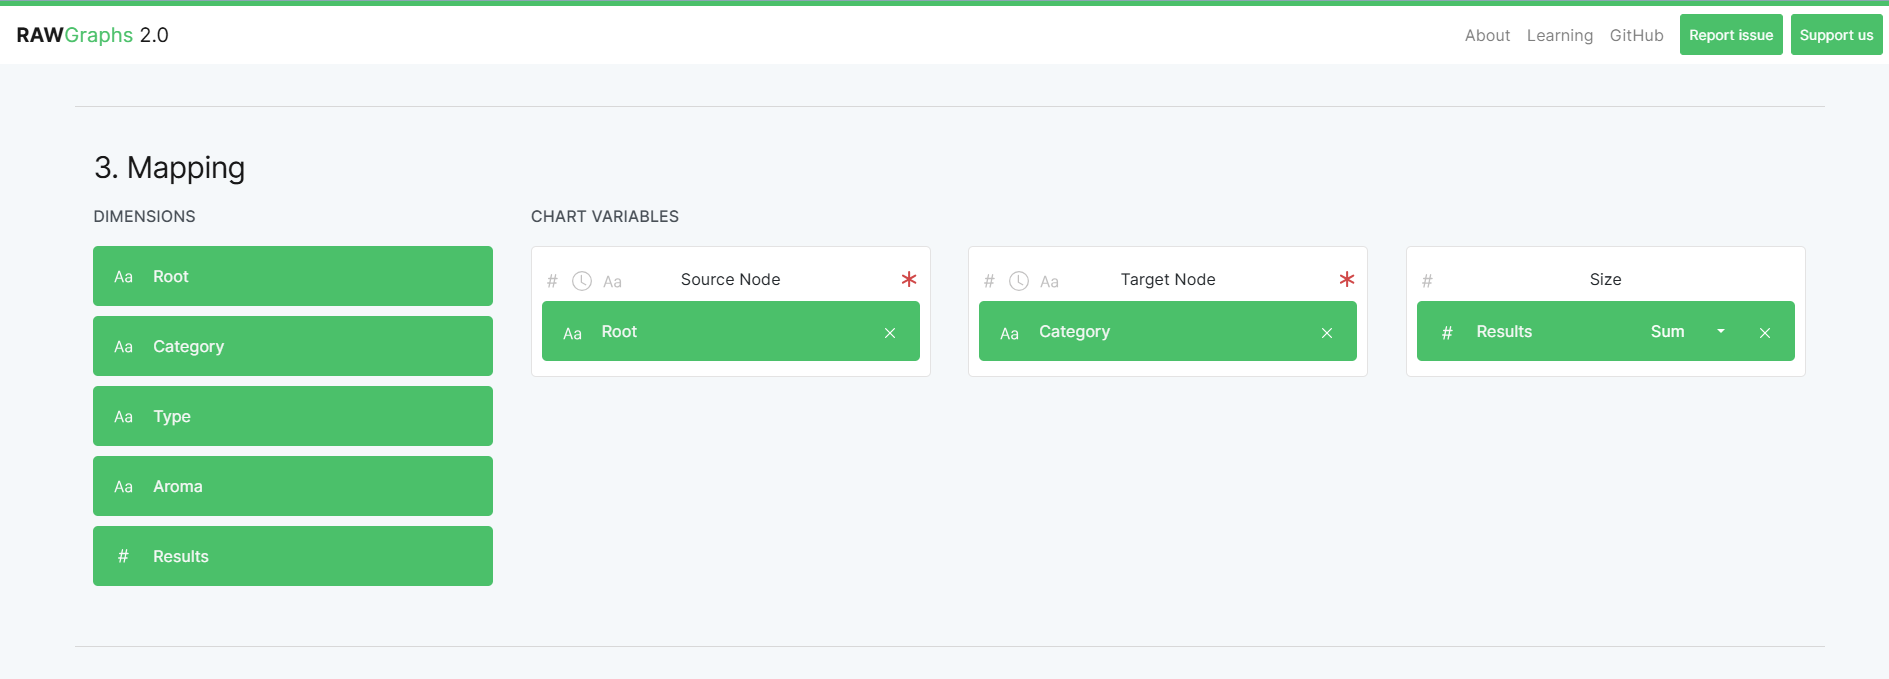 RAWGraphs 2.0
About Learning GitHub Report issue Support us
3. Mapping
DIMENSIONS
Aa Root
Aa Category
Aa Type
Aa Aroma
# Results
CHART VARIABLES
# Aa Source Node *
Aa Root ×
# Aa Target Node *
Aa Category ×
# Size
# Results Sum ×